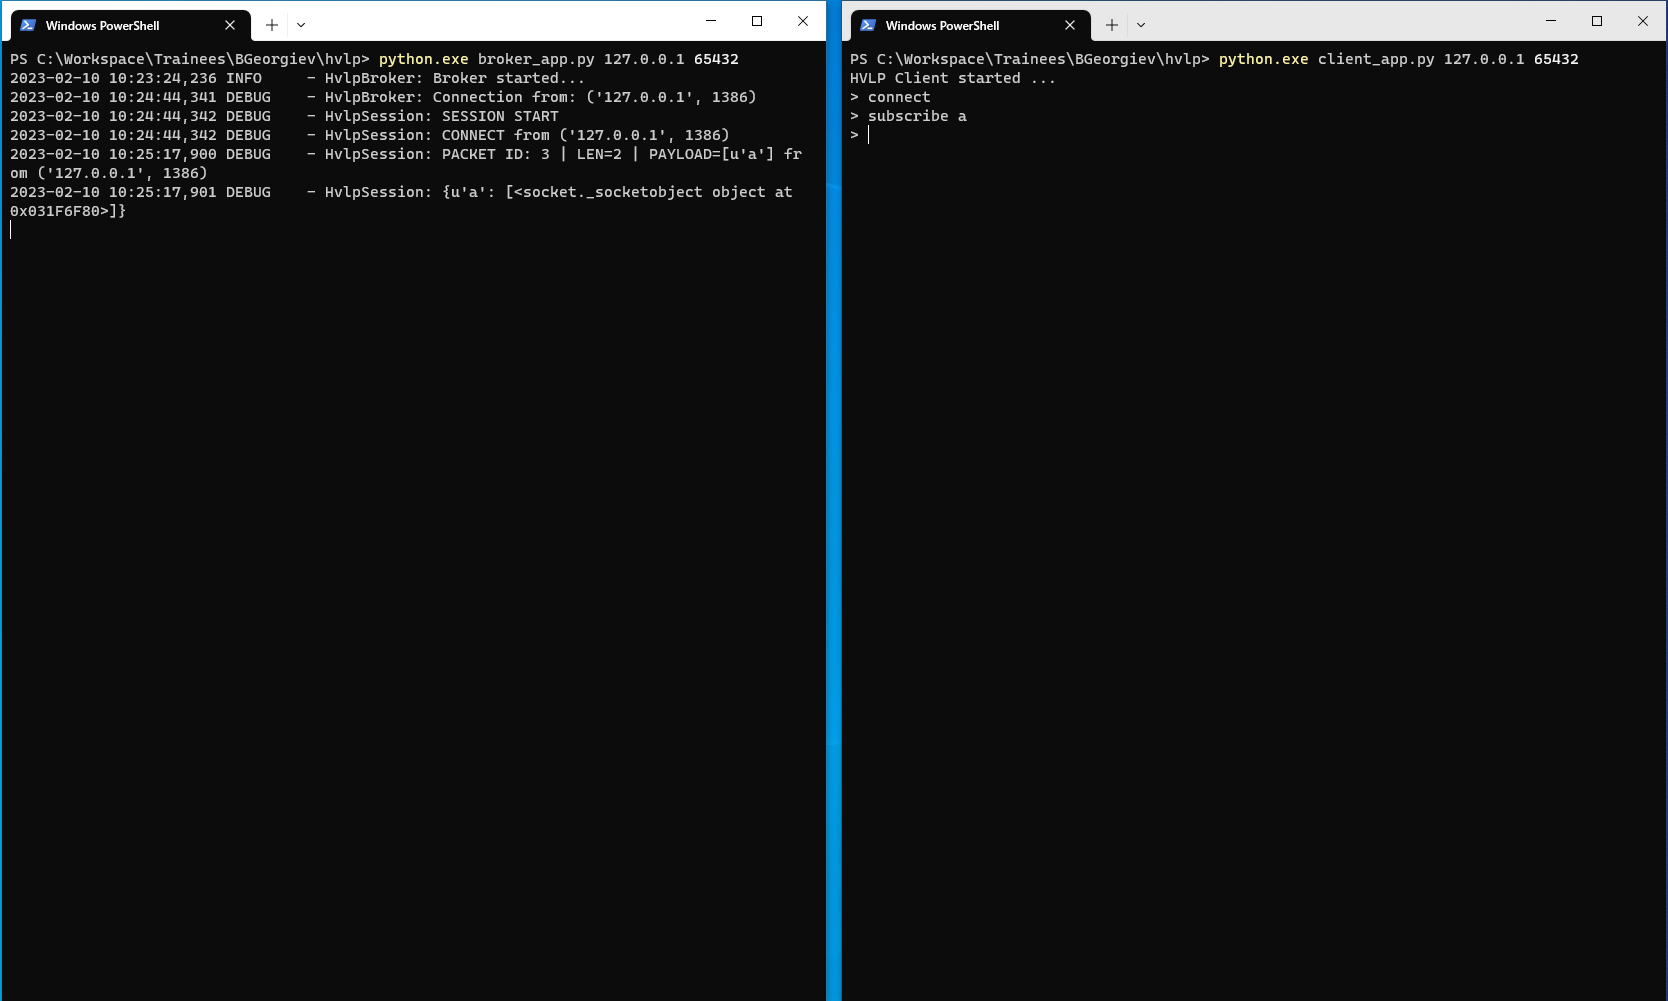 Windows PowerShell
PS C:\Workspace\Trainees\BGeorgiev\hvlp> python.exe broker_app.py 127.0.0.1 65432
2023-02-10 10:23:24,236 INFO     - HvlpBroker: Broker started...
2023-02-10 10:24:44,341 DEBUG    - HvlpBroker: Connection from: ('127.0.0.1', 1386)
2023-02-10 10:24:44,342 DEBUG    - HvlpSession: SESSION START
2023-02-10 10:24:44,342 DEBUG    - HvlpSession: CONNECT from ('127.0.0.1', 1386)
2023-02-10 10:25:17,900 DEBUG    - HvlpSession: PACKET ID: 3 | LEN=2 | PAYLOAD=[u'a'] fr
om ('127.0.0.1', 1386)
2023-02-10 10:25:17,901 DEBUG    - HvlpSession: {u'a': [<socket._socketobject object at
0x031F6F80>]}
Windows PowerShell
PS C:\Workspace\Trainees\BGeorgiev\hvlp> python.exe client_app.py 127.0.0.1 65432
HVLP Client started ...
> connect
> subscribe a
>